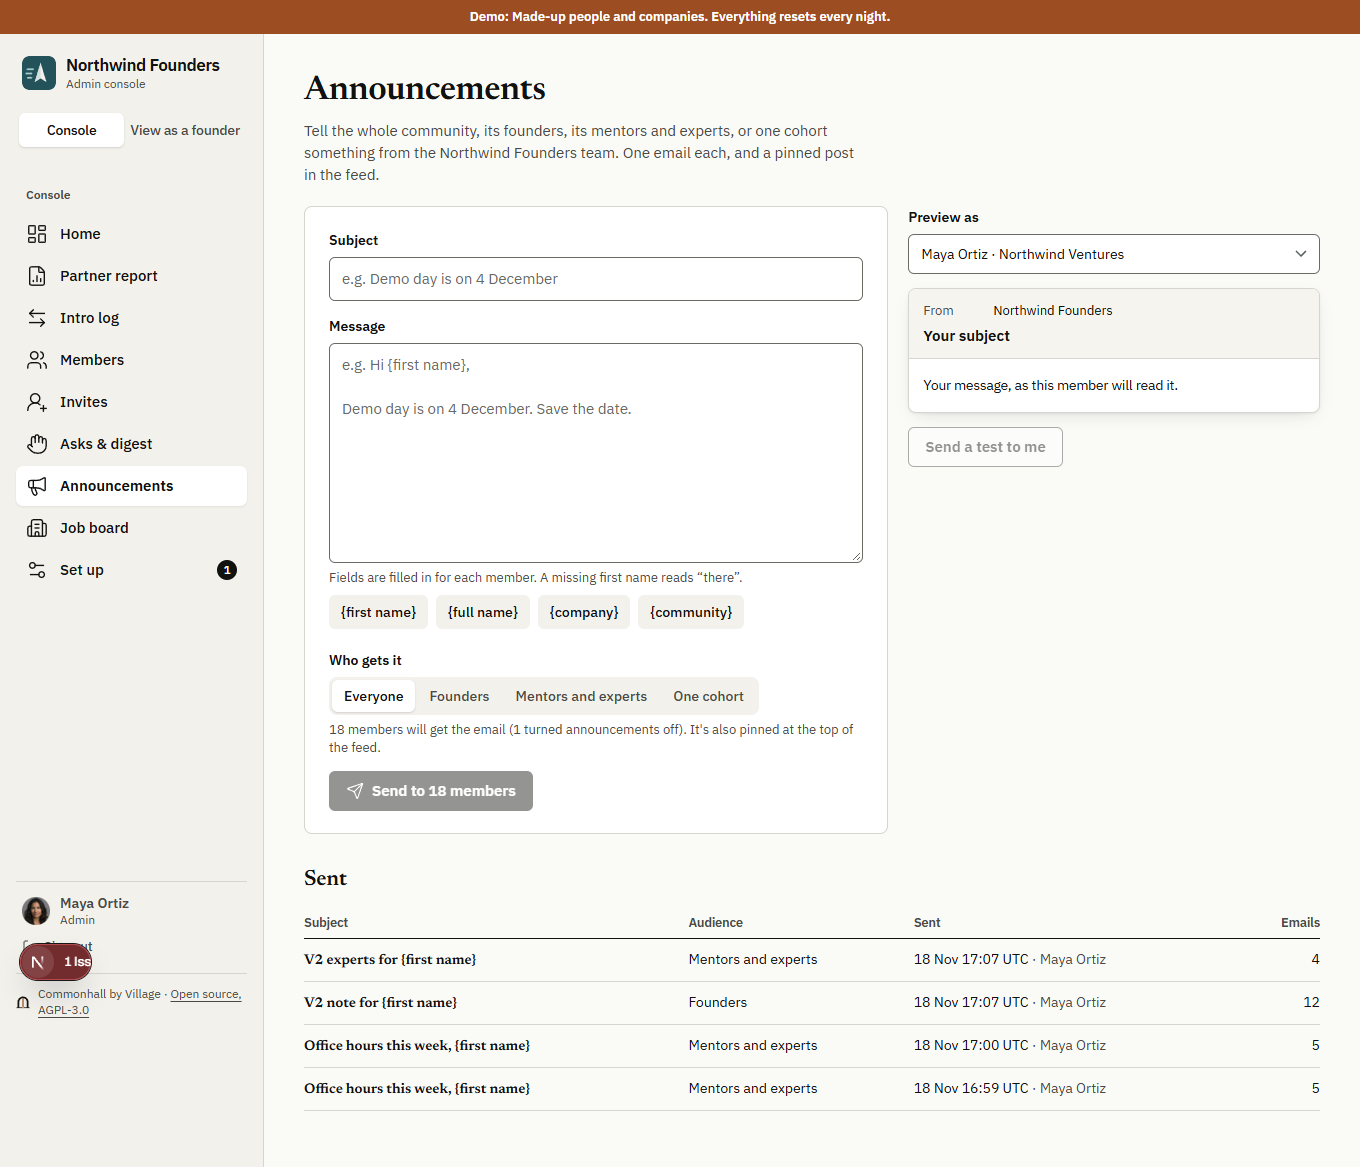 Demo: Made-up people and companies. Everything resets every night.
Northwind Founders
Admin console
Console
View as a founder
Console
Home
Partner report
Intro log
Members
Invites
Asks & digest
Announcements
Job board
Set up
1
Maya Ortiz
Admin
N
1 Iss
Commonhall by Village · Open source,
AGPL-3.0
Announcements
Tell the whole community, its founders, its mentors and experts, or one cohort
something from the Northwind Founders team. One email each, and a pinned post
in the feed.
Subject
e.g. Demo day is on 4 December
Message
e.g. Hi {first name},
Demo day is on 4 December. Save the date.
Fields are filled in for each member. A missing first name reads “there”.
{first name} {full name} {company} {community}
Who gets it
Everyone Founders Mentors and experts One cohort
18 members will get the email (1 turned announcements off). It's also pinned at the top of
the feed.
Send to 18 members
Preview as
Maya Ortiz · Northwind Ventures
From Northwind Founders
Your subject
Your message, as this member will read it.
Send a test to me
Sent
Subject Audience Sent Emails
V2 experts for {first name} Mentors and experts 18 Nov 17:07 UTC · Maya Ortiz 4
V2 note for {first name} Founders 18 Nov 17:07 UTC · Maya Ortiz 12
Office hours this week, {first name} Mentors and experts 18 Nov 17:00 UTC · Maya Ortiz 5
Office hours this week, {first name} Mentors and experts 18 Nov 16:59 UTC · Maya Ortiz 5